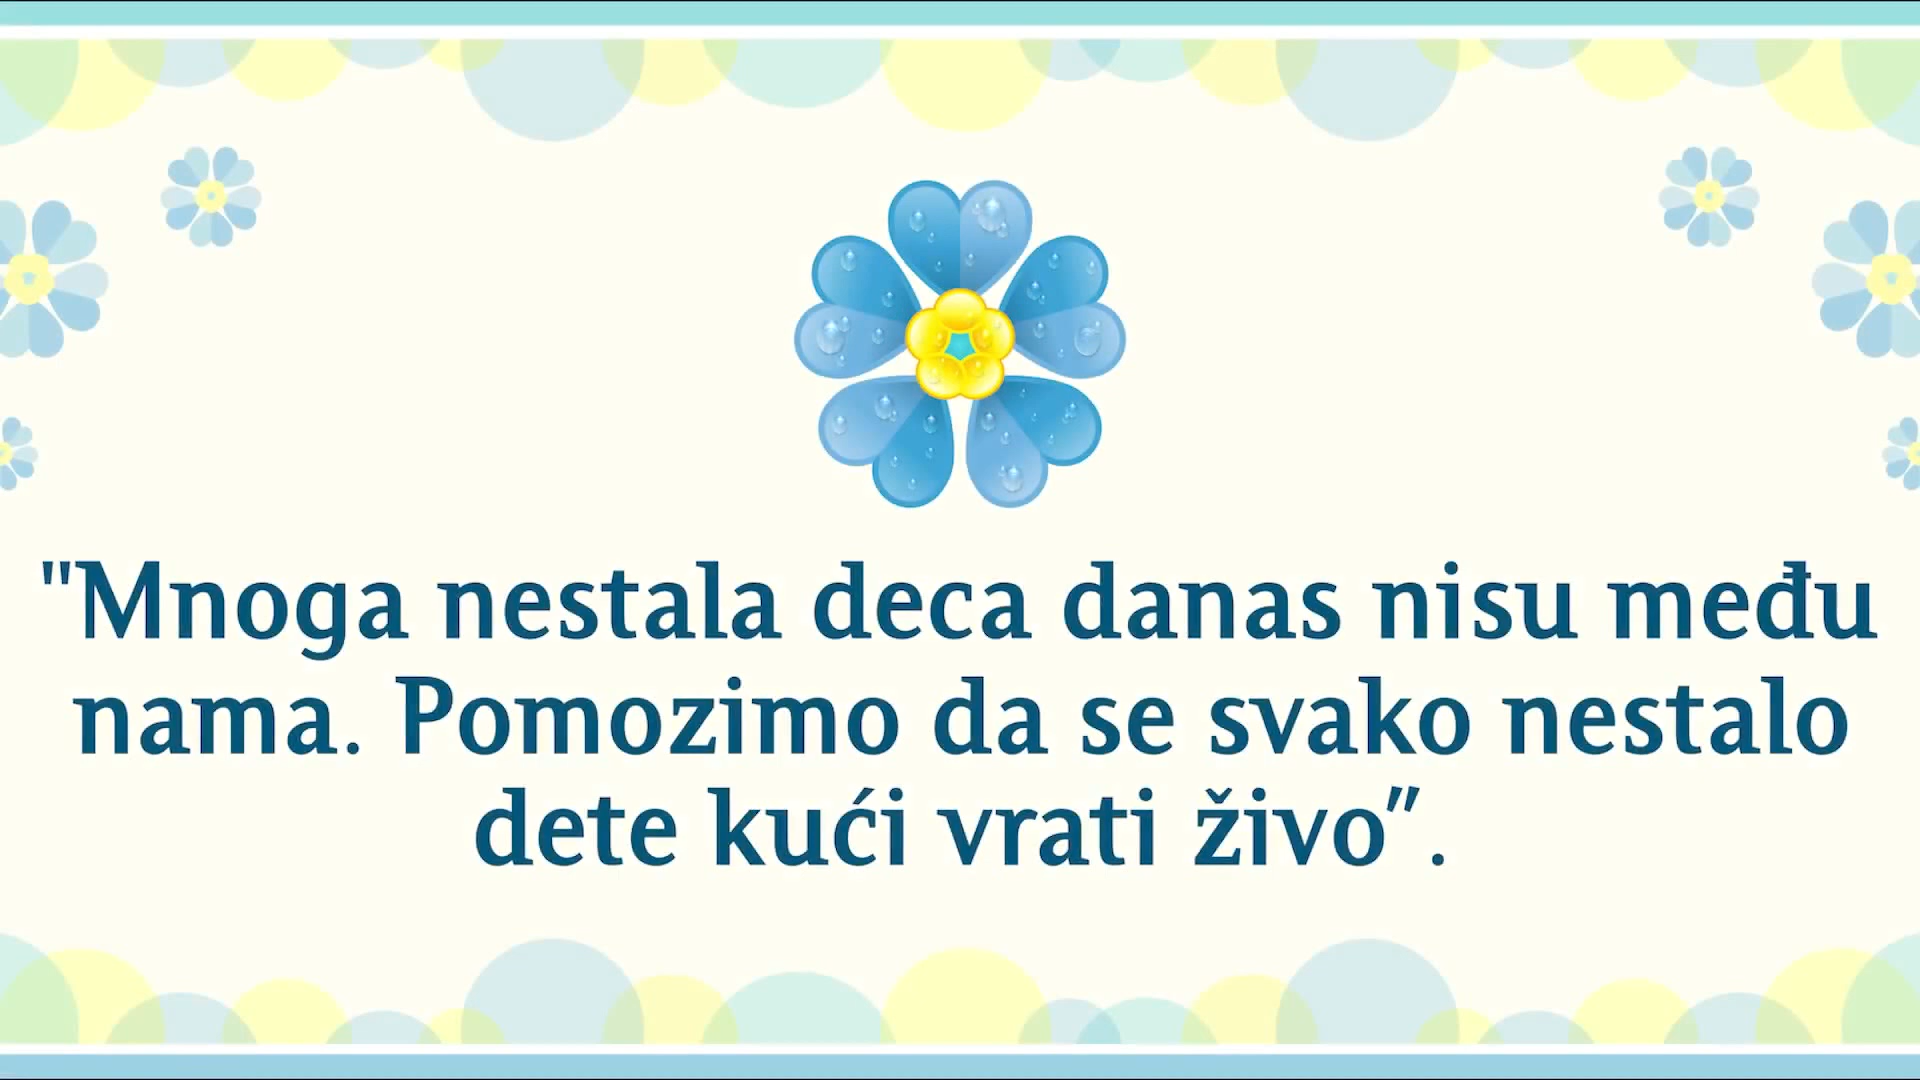 "Mnoga nestala deca danas nisu među
nama. Pomozimo da se svako nestalo
dete kući vrati živo".